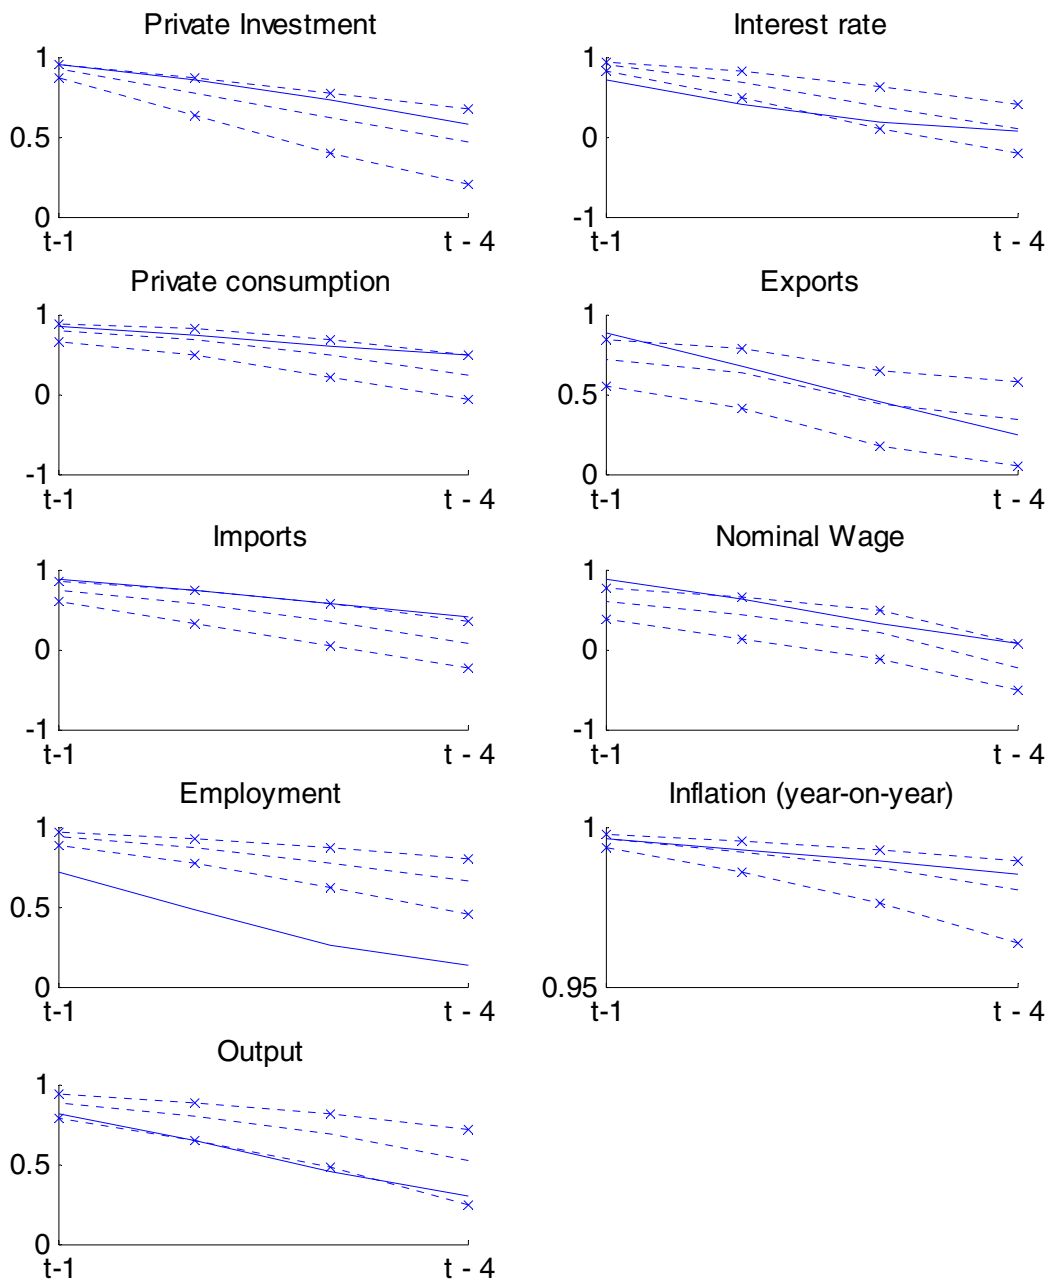 Private Investment
1
0.5
0
t-1
t - 4
Interest rate
1
0
-1
t-1
t - 4
Private consumption
1
0
-1
t-1
t - 4
Exports
1
0.5
0
t-1
t - 4
Imports
1
0
-1
t-1
t - 4
Nominal Wage
1
0
-1
t-1
t - 4
Employment
1
0.5
0
t-1
t - 4
Inflation (year-on-year)
1
0.95
t-1
t - 4
Output
1
0.5
0
t-1
t - 4